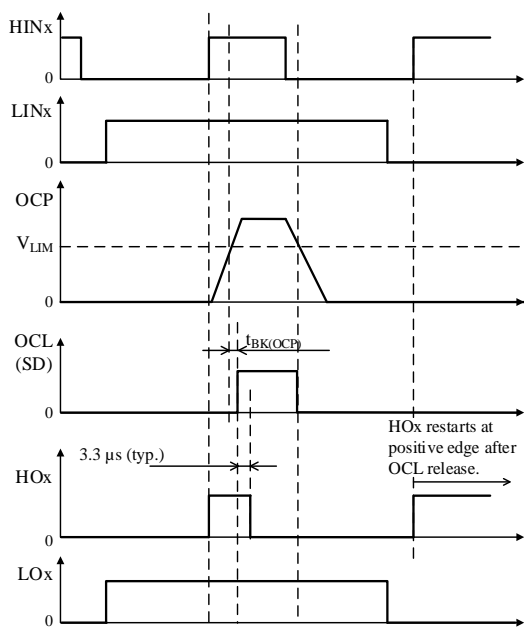 HINx
0
LINx
0
OCP
VLIM
0
OCL
(SD)
tBK(OCP)
0
3.3 µs (typ.)
HOx restarts at
positive edge after
OCL release.
HOx
0
LOx
0